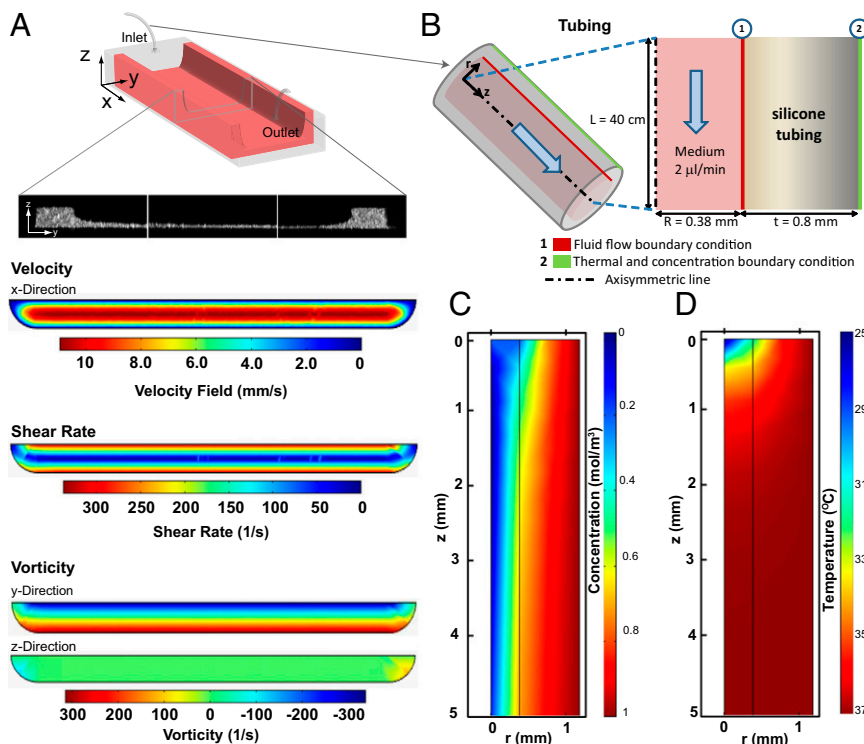 A
Inlet
z
y
x
Outlet
z
y
Velocity
x-Direction
10 8.0 6.0 4.0 2.0 0
Velocity Field (mm/s)
Shear Rate
300 250 200 150 100 50 0
Shear Rate (1/s)
Vorticity
y-Direction
z-Direction
300 200 100 0 -100 -200 -300
Vorticity (1/s)
B
Tubing
1
2
r
z
L = 40 cm
Medium
2 µl/min
silicone
tubing
R = 0.38 mm
t = 0.8 mm
1 Fluid flow boundary condition
2 Thermal and concentration boundary condition
Axisymmetric line
C
0
1
2
3
4
5
z (mm)
0 1
r (mm)
0
0.2
0.4
0.6
0.8
1
Concentration (mol/m³)
D
0
1
2
3
4
5
z (mm)
0 1
r (mm)
25
29
31
33
35
37
Temperature (°C)